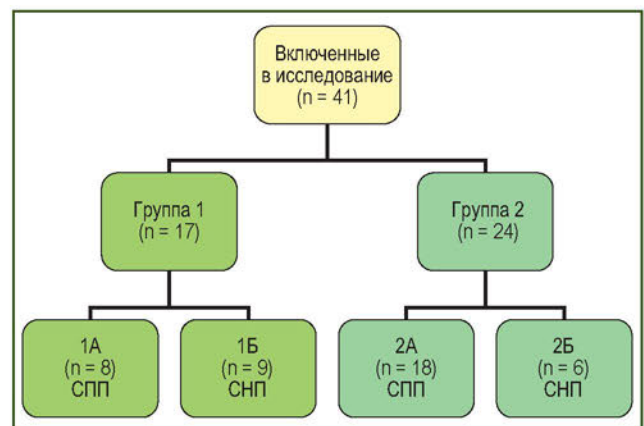 Включенные
в исследование
(n = 41)
Группа 1
(n = 17)
Группа 2
(n = 24)
1А
(n = 8)
СПП
1Б
(n = 9)
СНП
2А
(n = 18)
СПП
2Б
(n = 6)
СНП